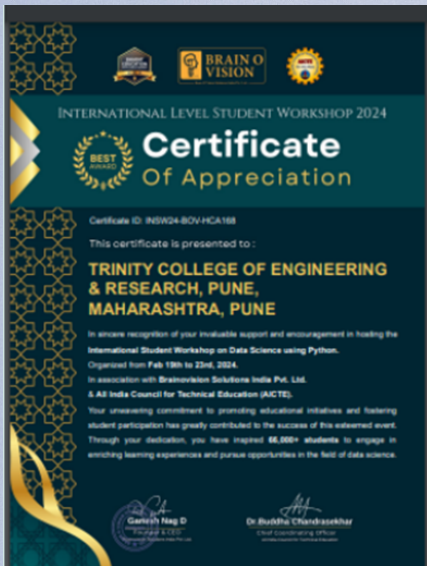 BRAIN O
VISION
INTERNATIONAL LEVEL STUDENT WORKSHOP 2024
BEST
AWARD
Certificate
Of Appreciation
Certificate ID: INSW24-BOV-HCA168
This certificate is presented to :
TRINITY COLLEGE OF ENGINEERING
& RESEARCH, PUNE,
MAHARASHTRA, PUNE
In sincere recognition of your invaluable support and encouragement in hosting the
International Student Workshop on Data Science using Python.
Organized from Feb 19th to 23rd, 2024.
In association with Brainovision Solutions India Pvt. Ltd.
& All India Council for Technical Education (AICTE).
Your unwavering commitment to promoting educational initiatives and fostering
student participation has greatly contributed to the success of this esteemed event.
Through your dedication, you have inspired 66,000+ students to engage in
enriching learning experiences and pursue opportunities in the field of data science.
Ganesh Nag D
Founder & CEO
Dr.Buddha Chandrasekhar
Chief Coordinating Officer